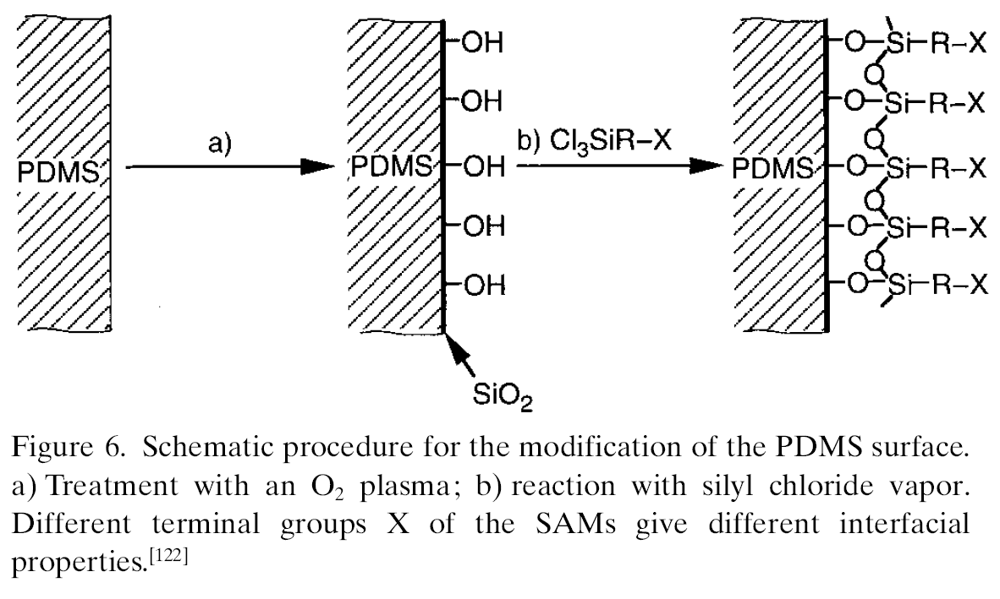 PDMS
a)
PDMS
–OH
–OH
–OH
–OH
–OH
SiO₂
b) Cl₃SiR–X
PDMS
–O–Si–R–X
O
–O–Si–R–X
O
–O–Si–R–X
O
–O–Si–R–X
O
–O–Si–R–X
Figure 6. Schematic procedure for the modification of the PDMS surface.
a) Treatment with an O₂ plasma; b) reaction with silyl chloride vapor.
Different terminal groups X of the SAMs give different interfacial
properties.[122]